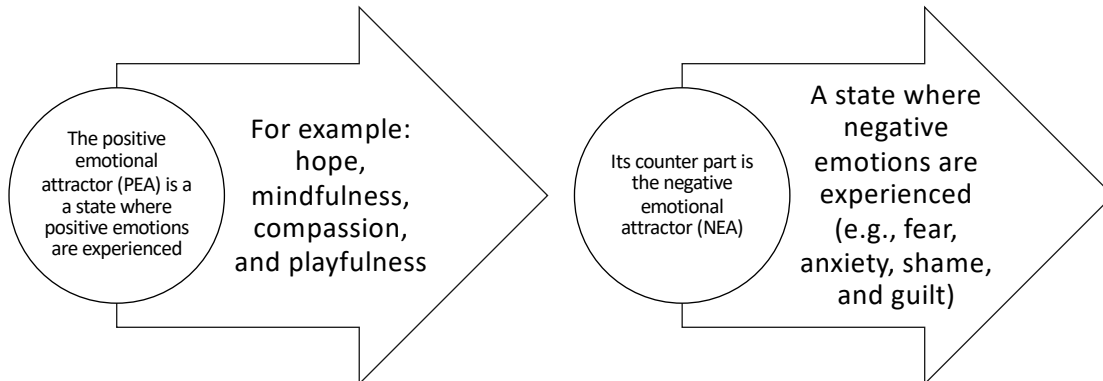 The positive
emotional
attractor (PEA) is a
a state where
positive emotions
are experienced
For example:
hope,
mindfulness,
compassion,
and playfulness
Its counter part is
the negative
emotional
attractor (NEA)
A state where
negative
emotions are
experienced
(e.g., fear,
anxiety, shame,
and guilt)